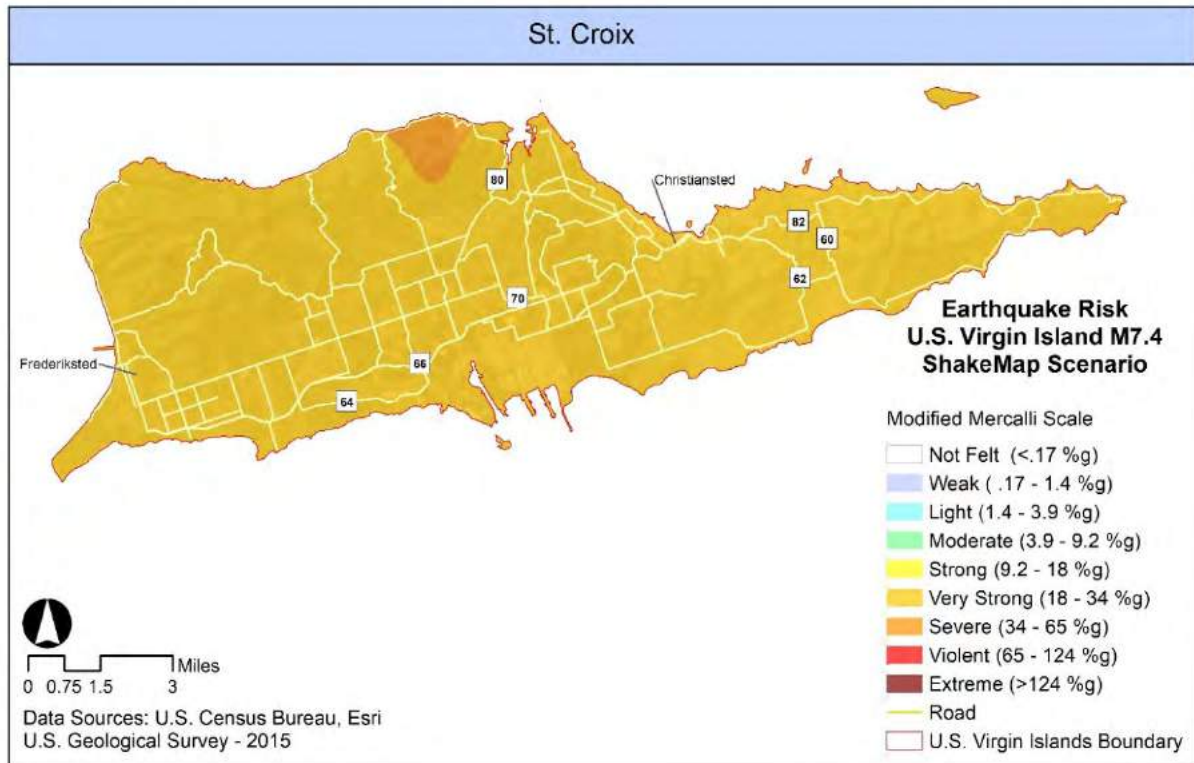 St. Croix
80
Christiansted
82
60
62
70
Earthquake Risk
U.S. Virgin Island M7.4
ShakeMap Scenario
Frederiksted
66
64
Modified Mercalli Scale
Not Felt (<.17 %g)
Weak ( .17 - 1.4 %g)
Light (1.4 - 3.9 %g)
Moderate (3.9 - 9.2 %g)
Strong (9.2 - 18 %g)
Very Strong (18 - 34 %g)
Severe (34 - 65 %g)
Violent (65 - 124 %g)
Extreme (>124 %g)
Road
U.S. Virgin Islands Boundary
Miles
0 0.75 1.5 3
Data Sources: U.S. Census Bureau, Esri
U.S. Geological Survey - 2015